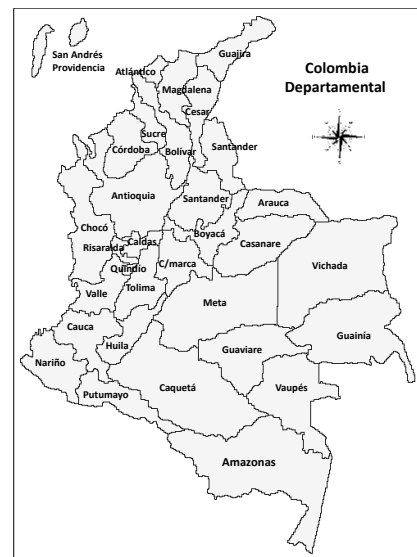 San Andrés
Providencia
Guajira
Atlántico
Colombia
Departamental
Magdalena
Cesar
Sucre
Córdoba
Bolívar
Santander
Antioquia
Santander
Arauca
Chocó
Boyacá
Risaralda
Caldas
Casanare
C/marca
Vichada
Quindío
Valle
Tolima
Meta
Cauca
Guainía
Huila
Guaviare
Nariño
Caquetá
Vaupés
Putumayo
Amazonas